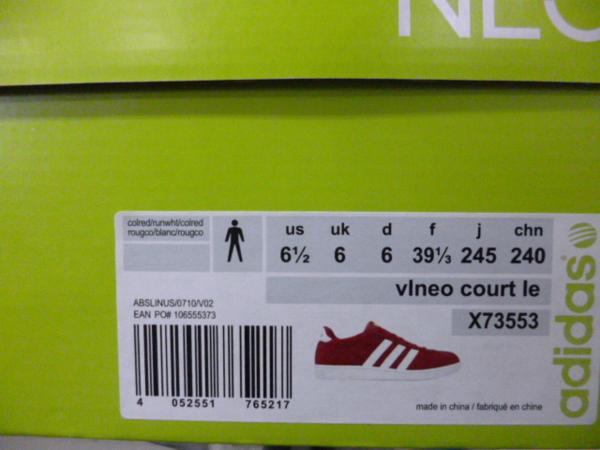 NEO
colred/runwht/colred
rougco/blanc/rougco
us uk d f j chn
6½ 6 6 39⅓ 245 240
vlneo court le
X73553
ABSLINUS/0710/V02
EAN PO# 106555373
4 052551 765217
made in china / fabriqué en chine
adidas